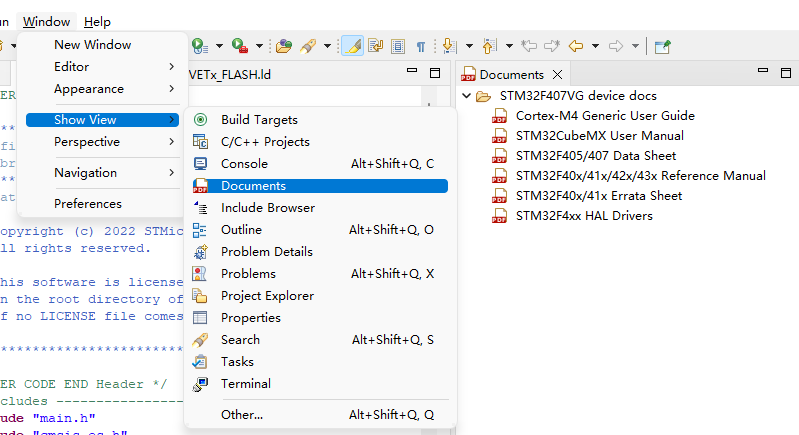 un Window Help
New Window
Editor
Appearance
Show View
Perspective
Navigation
Preferences
VETx_FLASH.ld
Build Targets
C/C++ Projects
Console Alt+Shift+Q, C
Documents
Include Browser
Outline Alt+Shift+Q, O
Problem Details
Problems Alt+Shift+Q, X
Project Explorer
Properties
Search Alt+Shift+Q, S
Tasks
Terminal
Other... Alt+Shift+Q, Q
ER
**
fi
br
**
at
opyright (c) 2022 STMic
ll rights reserved.
his software is license
n the root directory of
f no LICENSE file comes
************************
ER CODE END Header */
cludes ------------------
ude "main.h"
ude "cmsis_os.h"
Documents
STM32F407VG device docs
Cortex-M4 Generic User Guide
STM32CubeMX User Manual
STM32F405/407 Data Sheet
STM32F40x/41x/42x/43x Reference Manual
STM32F40x/41x Errata Sheet
STM32F4xx HAL Drivers